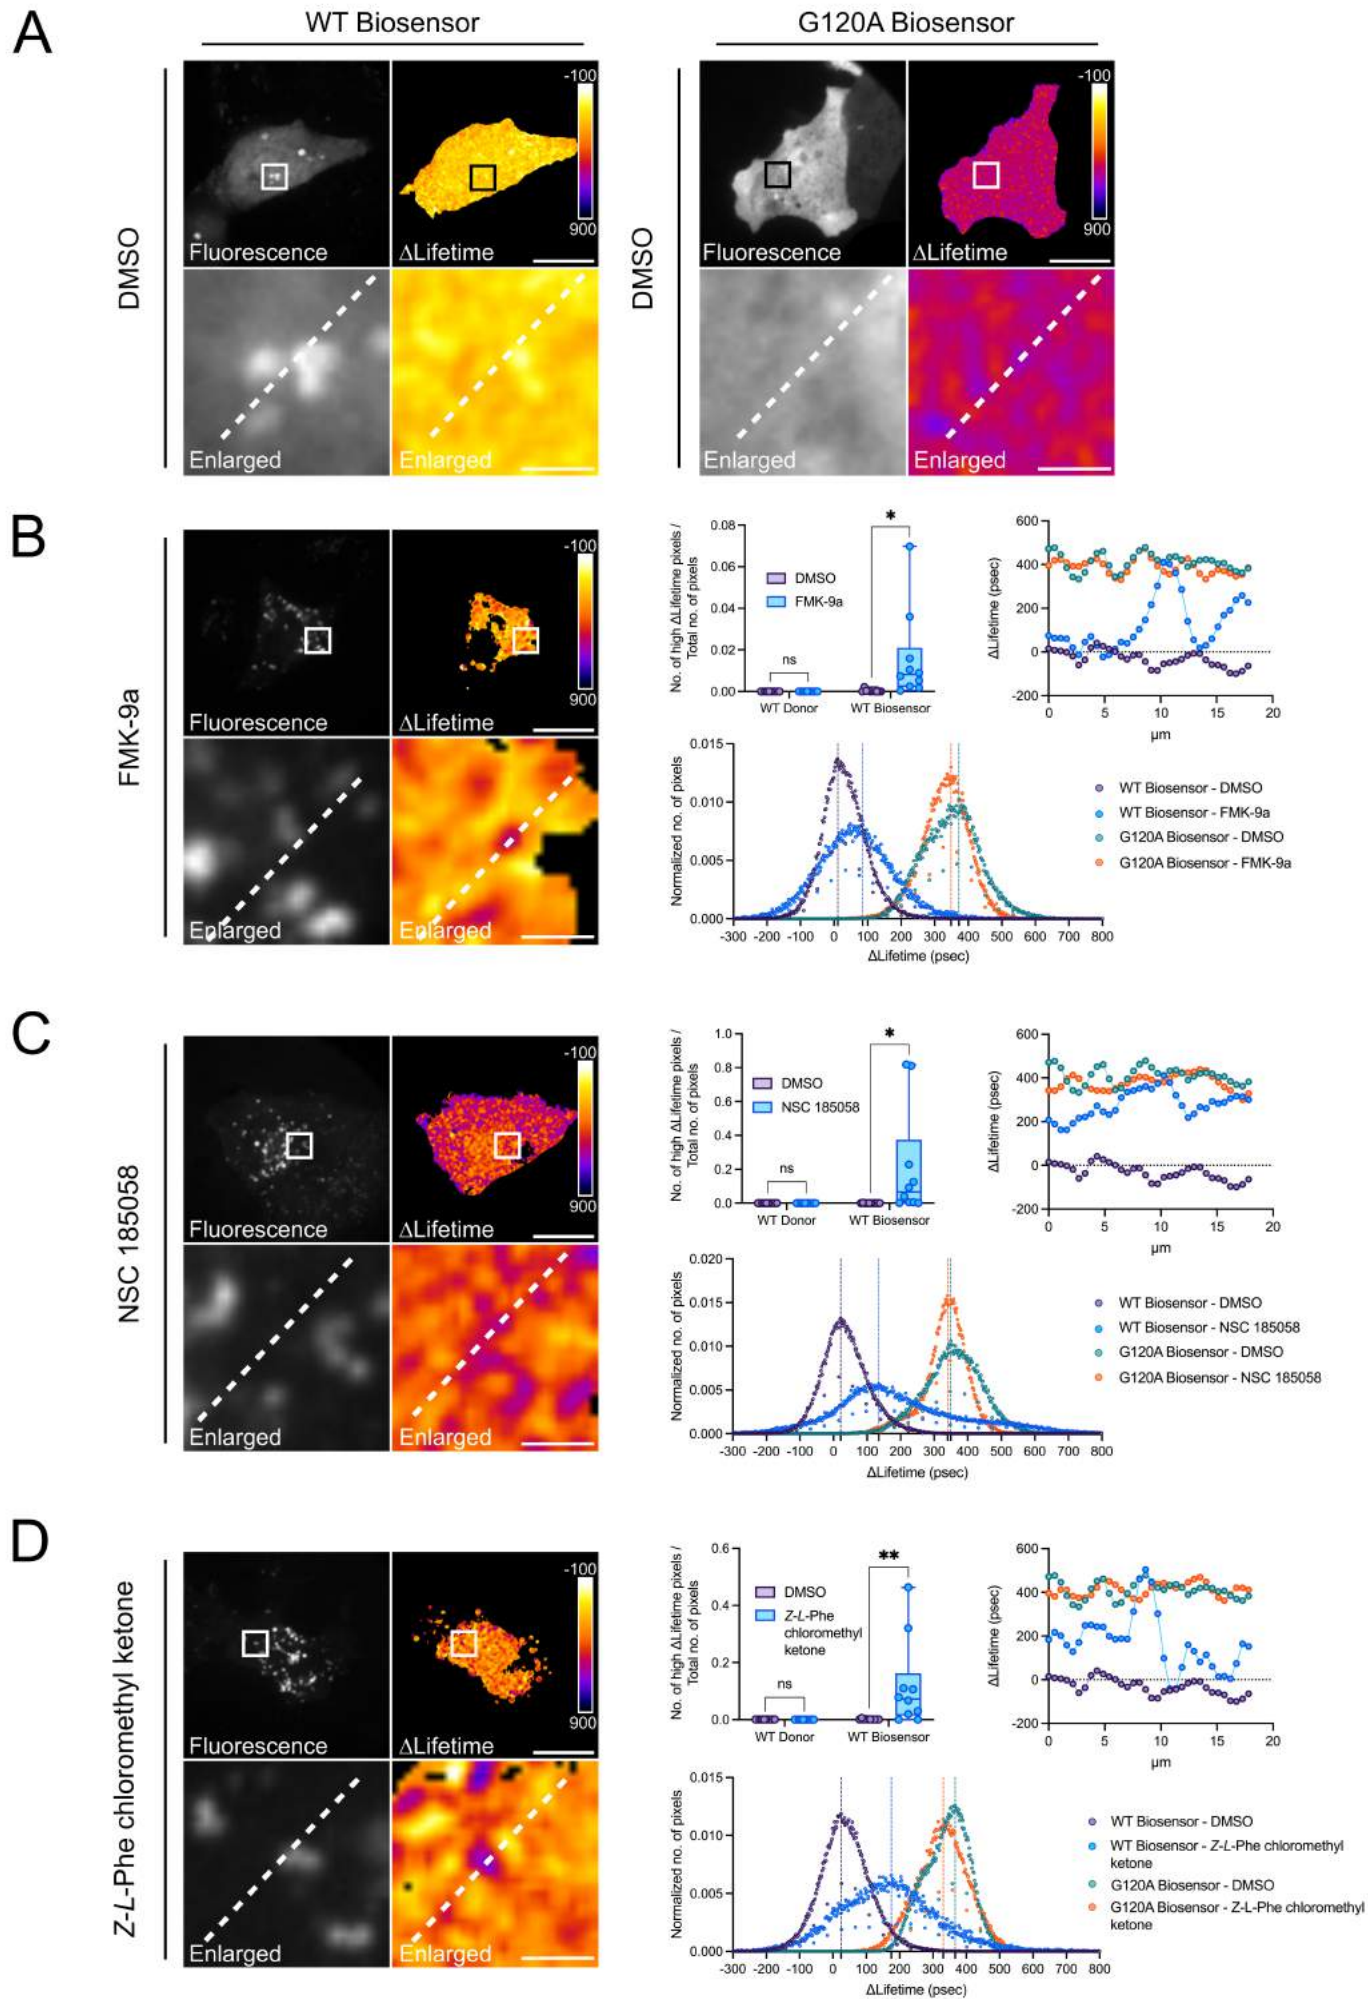 A
WT Biosensor
G120A Biosensor
DMSO
-100
900
Fluorescence
ΔLifetime
Enlarged
Enlarged
DMSO
-100
900
Fluorescence
ΔLifetime
Enlarged
Enlarged
B
FMK-9a
-100
900
Fluorescence
ΔLifetime
Enlarged
Enlarged
No. of high ΔLifetime pixels /
Total no. of pixels
0.08
0.06
0.04
0.02
0.00
DMSO
FMK-9a
ns
*
WT Donor
WT Biosensor
ΔLifetime (psec)
600
400
200
0
-200
0 5 10 15 20
µm
Normalized no. of pixels
0.015
0.010
0.005
0.000
-300 -200 -100 0 100 200 300 400 500 600 700 800
ΔLifetime (psec)
WT Biosensor - DMSO
WT Biosensor - FMK-9a
G120A Biosensor - DMSO
G120A Biosensor - FMK-9a
C
NSC 185058
-100
900
Fluorescence
ΔLifetime
Enlarged
Enlarged
No. of high ΔLifetime pixels /
Total no. of pixels
1.0
0.8
0.6
0.4
0.2
0.0
DMSO
NSC 185058
ns
*
WT Donor
WT Biosensor
ΔLifetime (psec)
600
400
200
0
-200
0 5 10 15 20
µm
Normalized no. of pixels
0.020
0.015
0.010
0.005
0.000
-300 -200 -100 0 100 200 300 400 500 600 700 800
ΔLifetime (psec)
WT Biosensor - DMSO
WT Biosensor - NSC 185058
G120A Biosensor - DMSO
G120A Biosensor - NSC 185058
D
Z-L-Phe chloromethyl ketone
-100
900
Fluorescence
ΔLifetime
Enlarged
Enlarged
No. of high ΔLifetime pixels /
Total no. of pixels
0.6
0.4
0.2
0.0
DMSO
Z-L-Phe
chloromethyl
ketone
ns
**
WT Donor
WT Biosensor
ΔLifetime (psec)
600
400
200
0
-200
0 5 10 15 20
µm
Normalized no. of pixels
0.015
0.010
0.005
0.000
-300 -200 -100 0 100 200 300 400 500 600 700 800
ΔLifetime (psec)
WT Biosensor - DMSO
WT Biosensor - Z-L-Phe chloromethyl
ketone
G120A Biosensor - DMSO
G120A Biosensor - Z-L-Phe chloromethyl
ketone